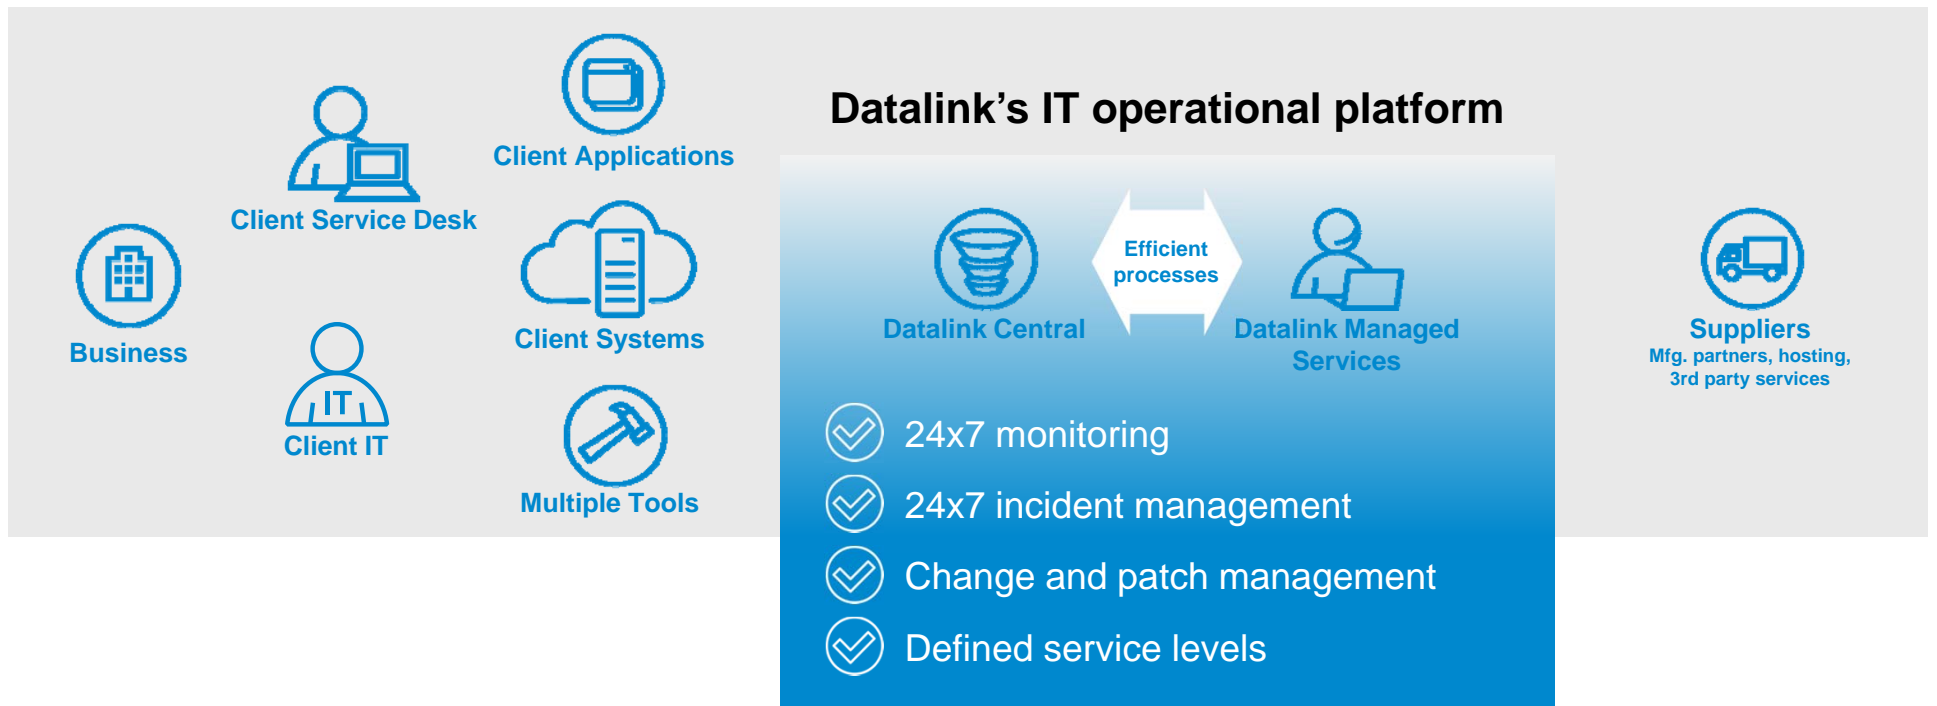 Datalink’s IT operational platform
Business
Client Service Desk
IT
Client IT
Client Applications
Client Systems
Multiple Tools
Datalink Central
Efficient
processes
Datalink Managed
Services
24x7 monitoring
24x7 incident management
Change and patch management
Defined service levels
Suppliers
Mfg. partners, hosting,
3rd party services